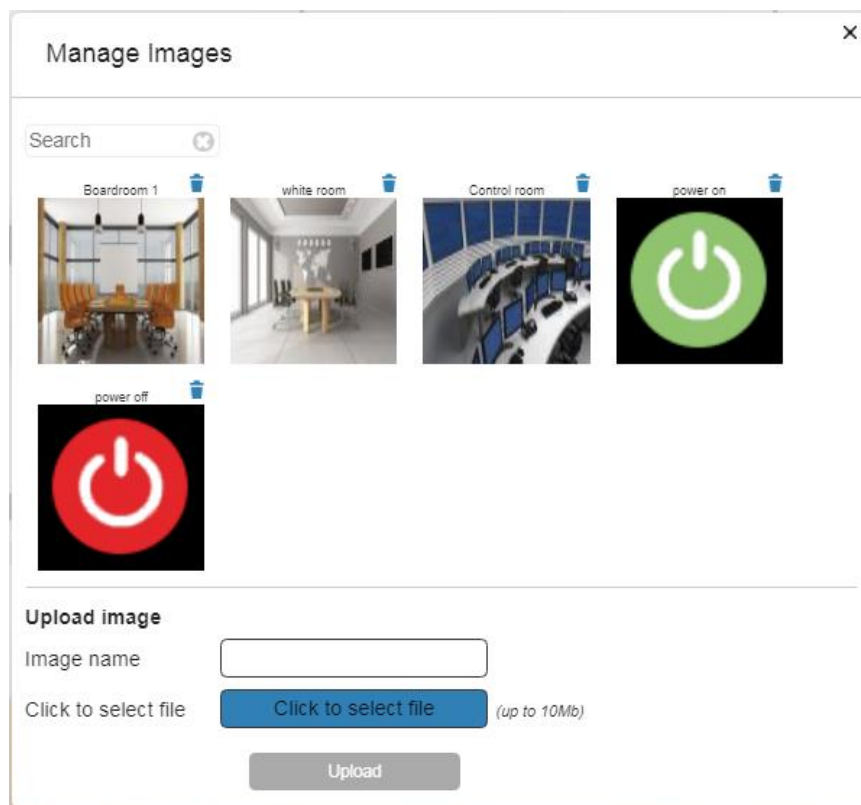 Manage Images
Search
Boardroom 1
white room
Control room
power on
power off
Upload image
Image name
Click to select file
Click to select file
(up to 10Mb)
Upload